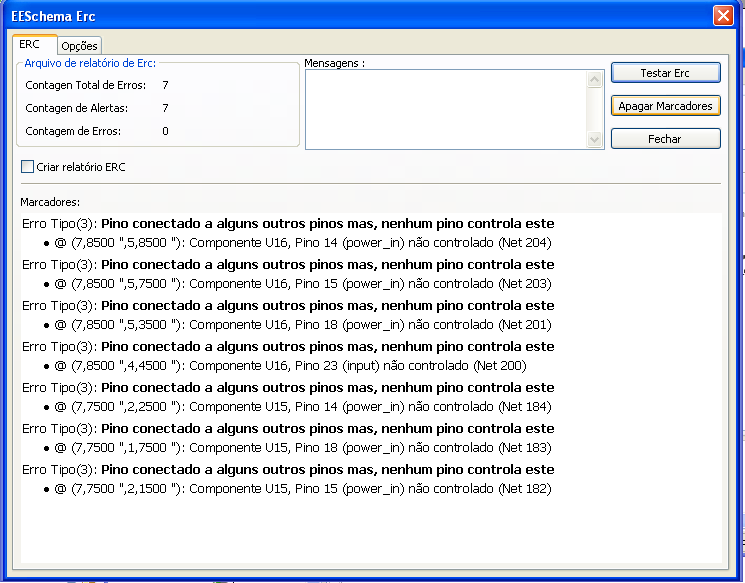 EESchema Erc
ERC
Opções
Arquivo de relatório de Erc:
Contagen Total de Erros: 7
Contagen de Alertas: 7
Contagem de Erros: 0
Mensagens :
Testar Erc
Apagar Marcadores
Fechar
Criar relatório ERC
Marcadores:
Erro Tipo(3): Pino conectado a alguns outros pinos mas, nenhum pino controla este
• @ (7,8500 ",5,8500 "): Componente U16, Pino 14 (power_in) não controlado (Net 204)
Erro Tipo(3): Pino conectado a alguns outros pinos mas, nenhum pino controla este
• @ (7,8500 ",5,7500 "): Componente U16, Pino 15 (power_in) não controlado (Net 203)
Erro Tipo(3): Pino conectado a alguns outros pinos mas, nenhum pino controla este
• @ (7,8500 ",5,3500 "): Componente U16, Pino 18 (power_in) não controlado (Net 201)
Erro Tipo(3): Pino conectado a alguns outros pinos mas, nenhum pino controla este
• @ (7,8500 ",4,4500 "): Componente U16, Pino 23 (input) não controlado (Net 200)
Erro Tipo(3): Pino conectado a alguns outros pinos mas, nenhum pino controla este
• @ (7,7500 ",2,2500 "): Componente U15, Pino 14 (power_in) não controlado (Net 184)
Erro Tipo(3): Pino conectado a alguns outros pinos mas, nenhum pino controla este
• @ (7,7500 ",1,7500 "): Componente U15, Pino 18 (power_in) não controlado (Net 183)
Erro Tipo(3): Pino conectado a alguns outros pinos mas, nenhum pino controla este
• @ (7,7500 ",2,1500 "): Componente U15, Pino 15 (power_in) não controlado (Net 182)